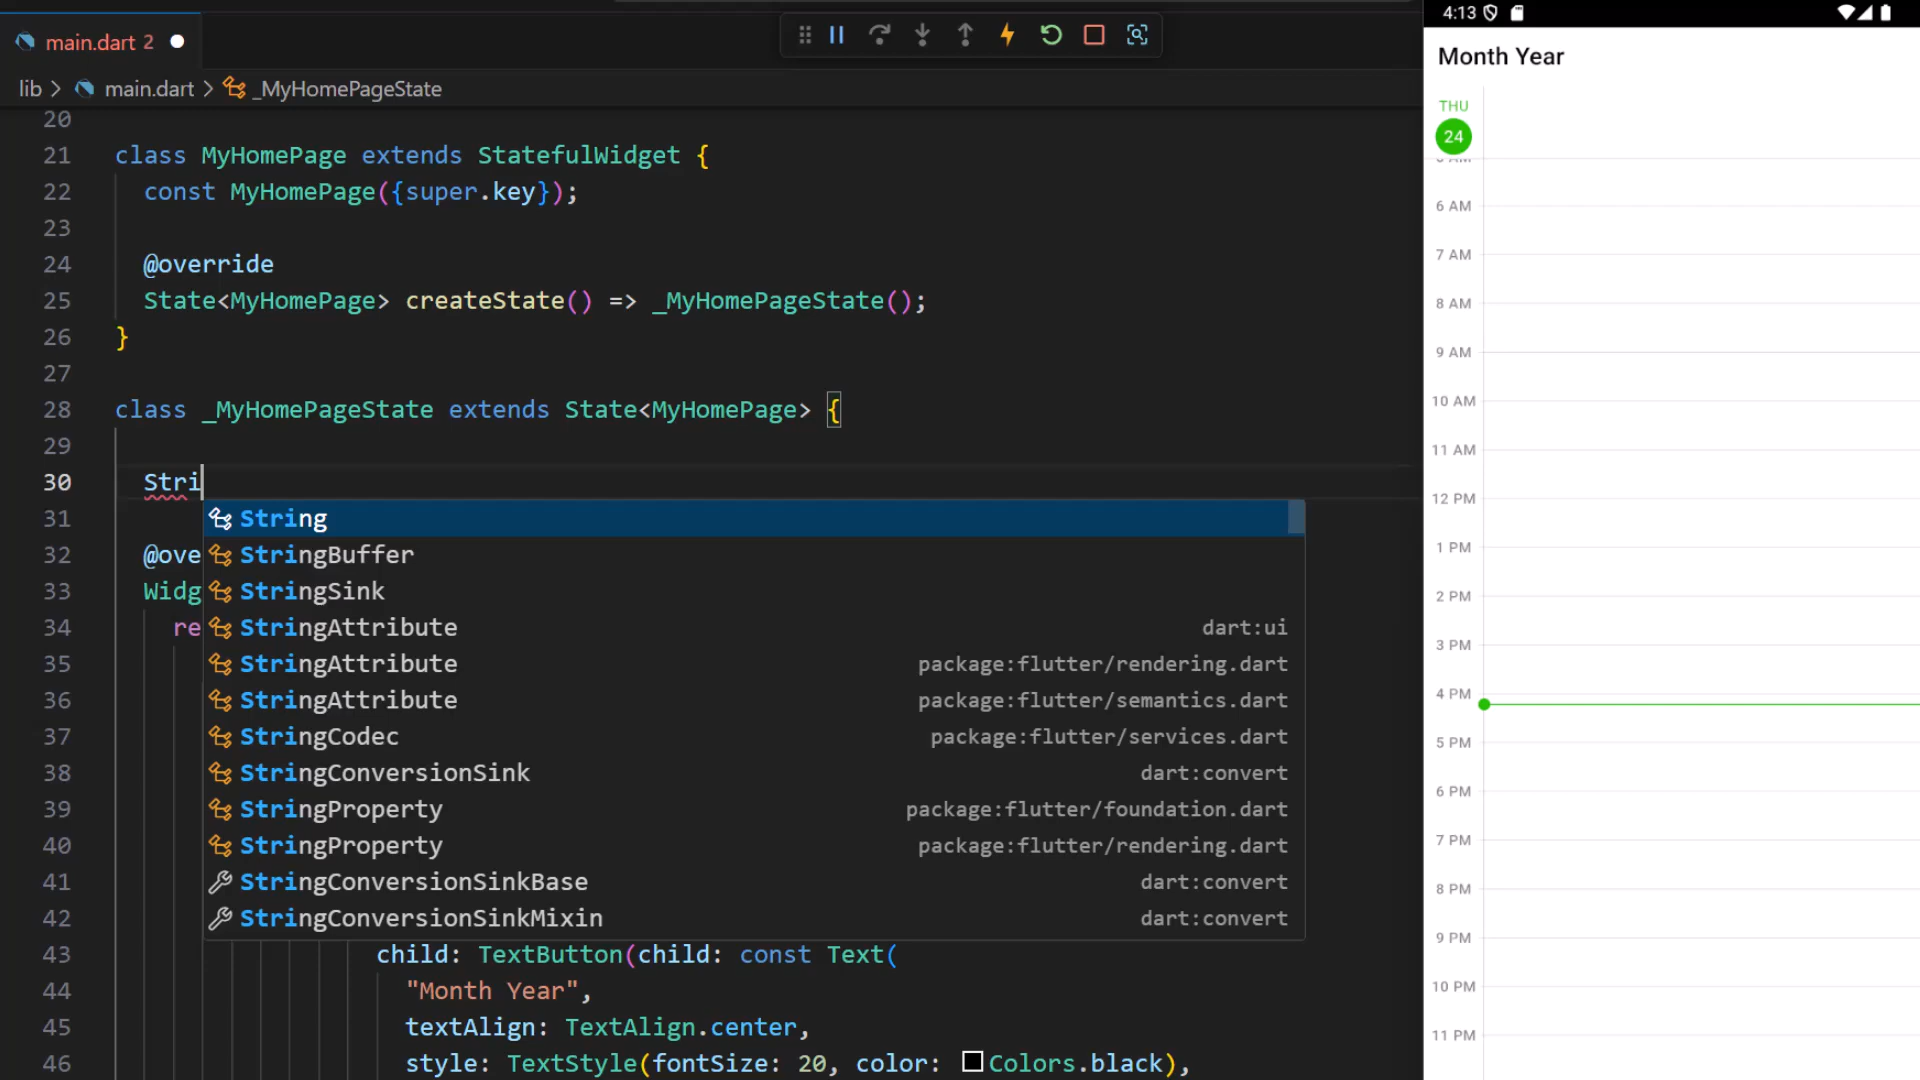 main.dart 2
lib > main.dart > _MyHomePageState
20
21 class MyHomePage extends StatefulWidget {
22 const MyHomePage({super.key});
23
24 @override
25 State<MyHomePage> createState() => _MyHomePageState();
26 }
27
28 class _MyHomePageState extends State<MyHomePage> {
29
30 Stri
31 String
32 @ove StringBuffer
33 Widg StringSink
34 re StringAttribute dart:ui
35 StringAttribute package:flutter/rendering.dart
36 StringAttribute package:flutter/semantics.dart
37 StringCodec package:flutter/services.dart
38 StringConversionSink dart:convert
39 StringProperty package:flutter/foundation.dart
40 StringProperty package:flutter/rendering.dart
41 StringConversionSinkBase dart:convert
42 StringConversionSinkMixin dart:convert
43 child: TextButton(child: const Text(
44 "Month Year",
45 textAlign: TextAlign.center,
46 style: TextStyle(fontSize: 20, color: Colors.black),
4:13
Month Year
THU
24
6 AM
7 AM
8 AM
9 AM
10 AM
11 AM
12 PM
1 PM
2 PM
3 PM
4 PM
5 PM
6 PM
7 PM
8 PM
9 PM
10 PM
11 PM